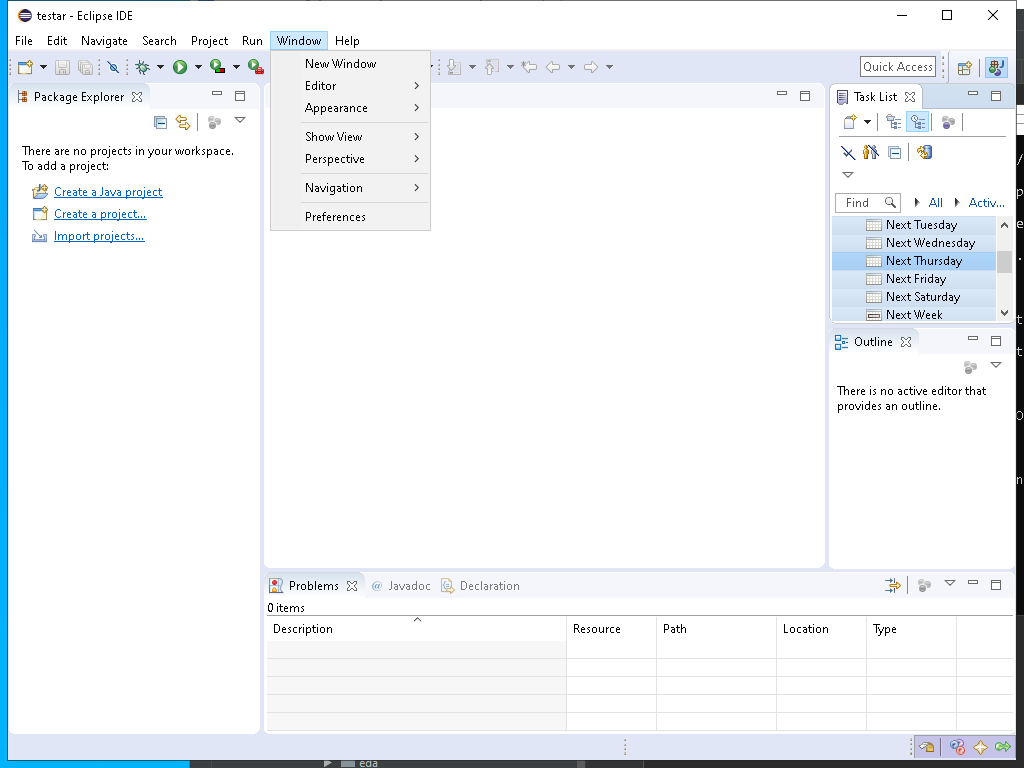 testar - Eclipse IDE
File Edit Navigate Search Project Run Window Help
Quick Access
New Window
Editor
Appearance
Show View
Perspective
Navigation
Preferences
Package Explorer
There are no projects in your workspace.
To add a project:
Create a Java project
Create a project...
Import projects...
Task List
Find All Activ...
Next Tuesday
Next Wednesday
Next Thursday
Next Friday
Next Saturday
Next Week
Outline
There is no active editor that
provides an outline.
Problems @ Javadoc Declaration
0 items
Description Resource Path Location Type
eda